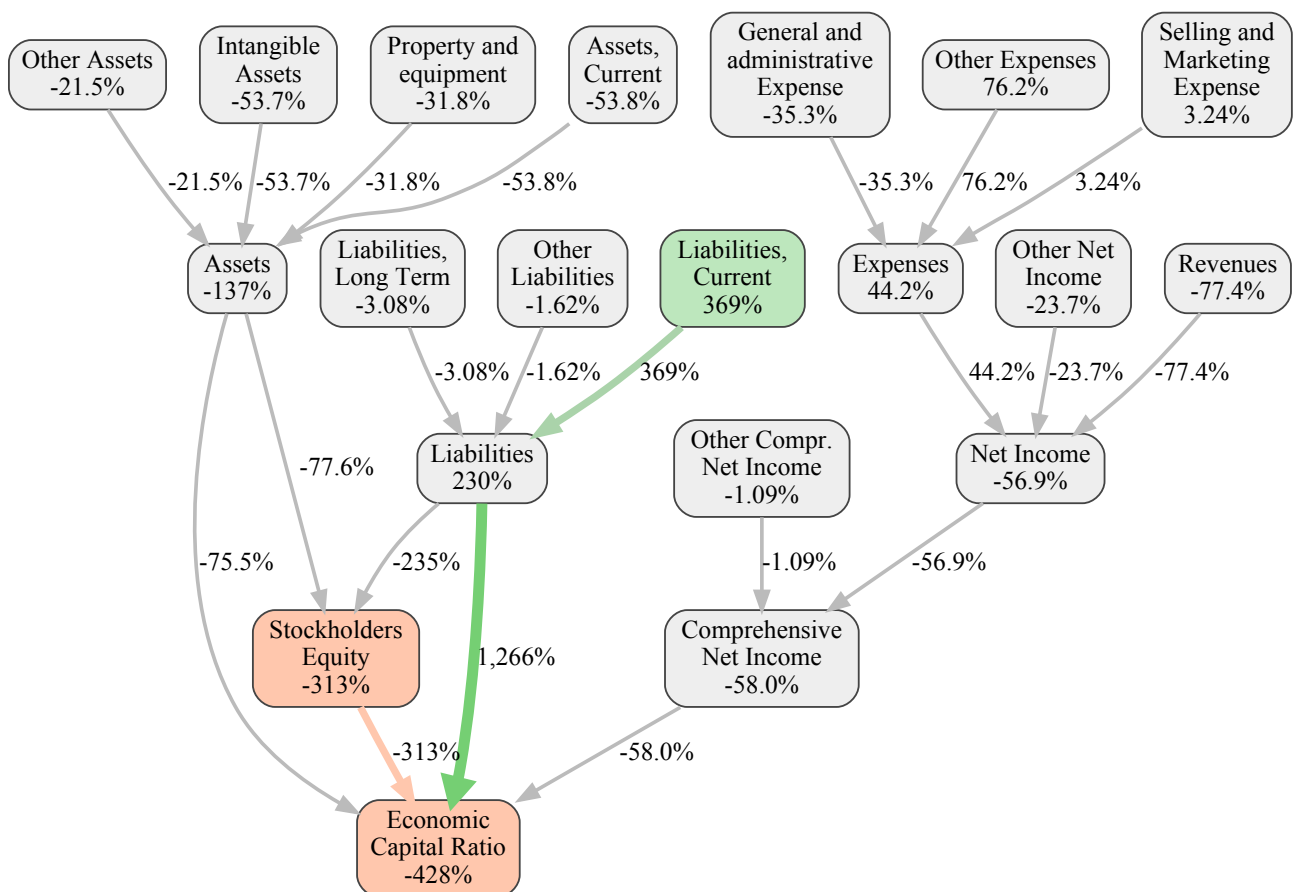 Other Assets
-21.5%
Intangible
Assets
-53.7%
Property and
equipment
-31.8%
Assets,
Current
-53.8%
General and
administrative
Expense
-35.3%
Other Expenses
76.2%
Selling and
Marketing
Expense
3.24%
-21.5%
-53.7%
-31.8%
-53.8%
-35.3%
76.2%
3.24%
Assets
-137%
Liabilities,
Long Term
-3.08%
Other
Liabilities
-1.62%
Liabilities,
Current
369%
Expenses
44.2%
Other Net
Income
-23.7%
Revenues
-77.4%
-3.08%
-1.62%
369%
44.2%
-23.7%
-77.4%
-77.6%
Liabilities
230%
Other Compr.
Net Income
-1.09%
Net Income
-56.9%
-75.5%
-235%
-1.09%
-56.9%
Stockholders
Equity
-313%
1,266%
Comprehensive
Net Income
-58.0%
-313%
-58.0%
Economic
Capital Ratio
-428%